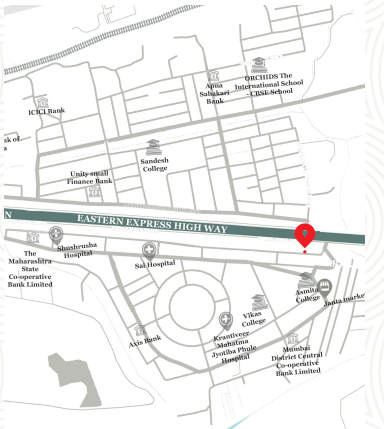 Apna
Sahakari
Bank
ORCHIDS The
International School
- CBSE School
ICICI Bank
ak of
a
Sandesh
College
Unity small
Finance Bank
N
EASTERN EXPRESS HIGH WAY
The
Maharashtra
State
Co-operative
Bank Limited
Shushrusha
Hospital
Sai Hospital
Asmita
College
Janta marke
Vikas
College
Axis Bank
Krantiveer
Mahatma
Jyotiba Phule
Hospital
Mumbai
District Central
Co-operative
Bank Limited